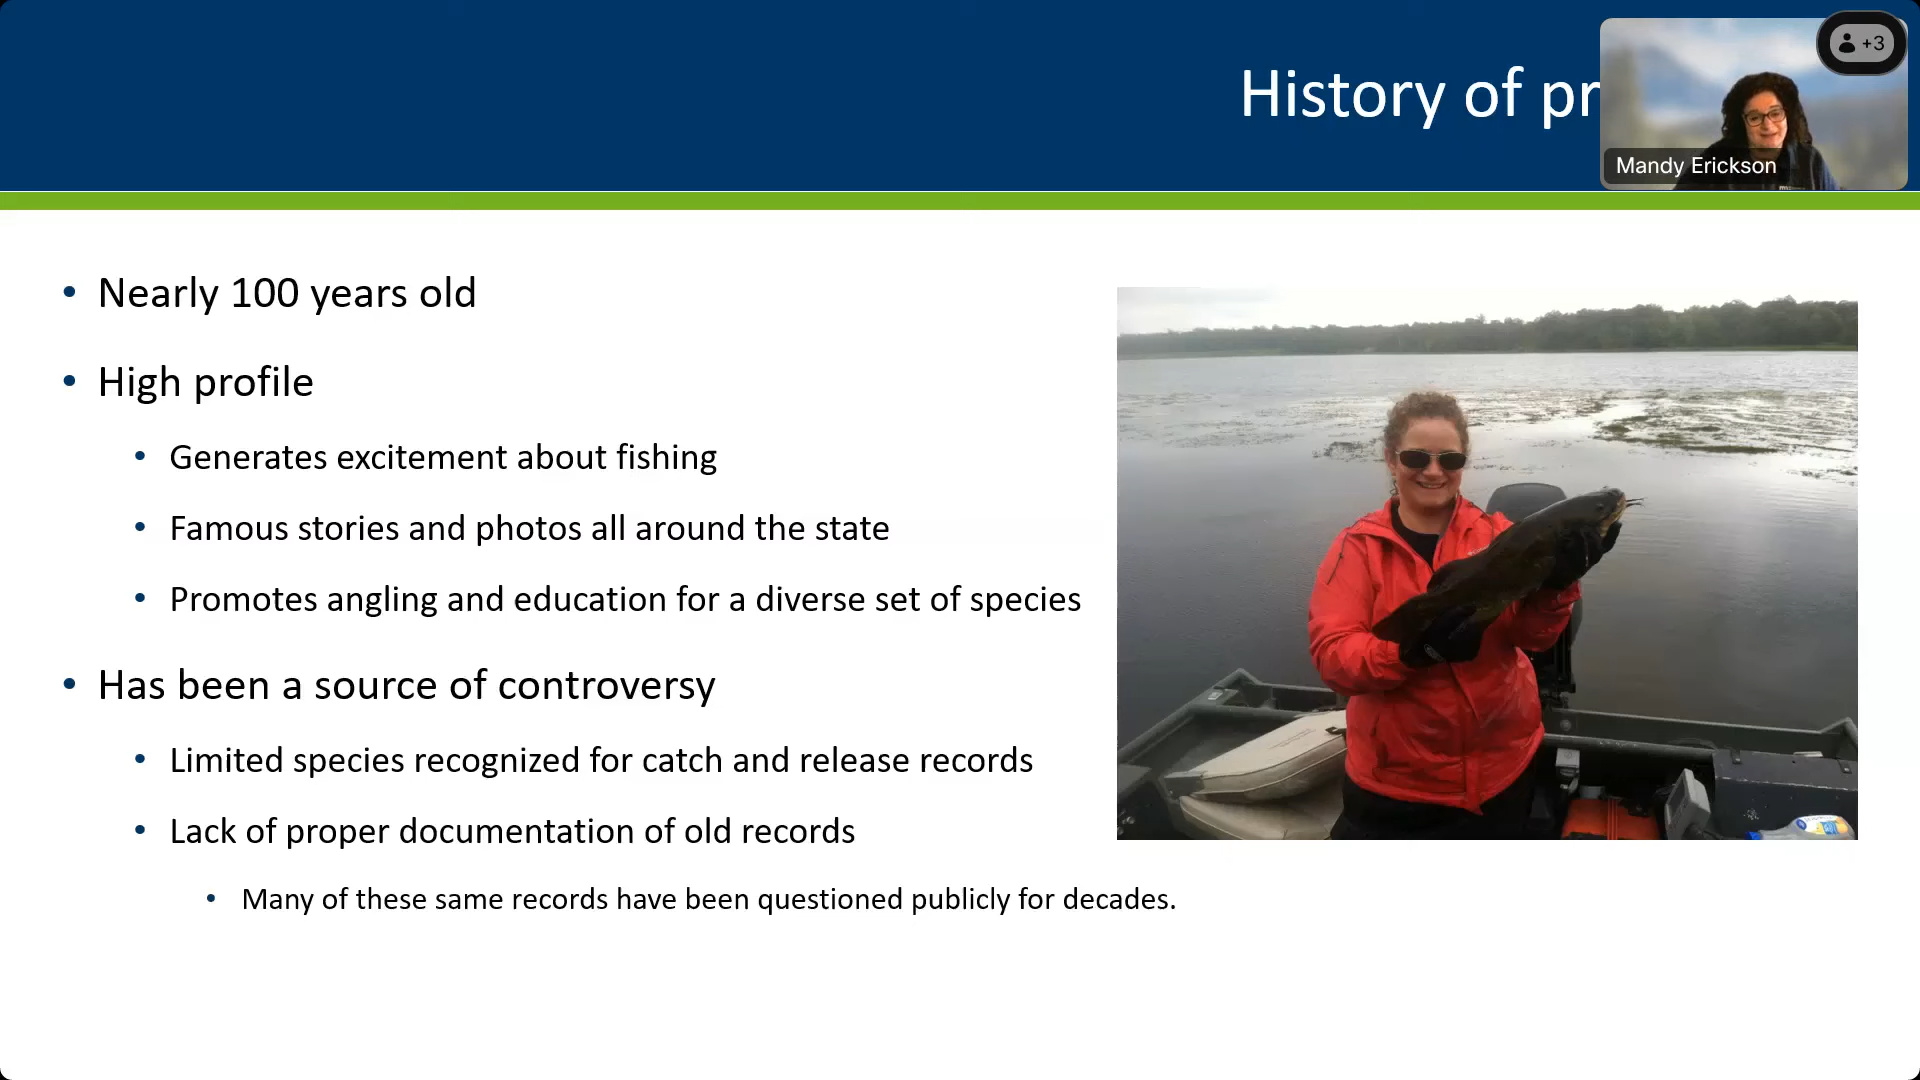 History of pr
+3
Mandy Erickson
• Nearly 100 years old
• High profile
• Generates excitement about fishing
• Famous stories and photos all around the state
• Promotes angling and education for a diverse set of species
• Has been a source of controversy
• Limited species recognized for catch and release records
• Lack of proper documentation of old records
• Many of these same records have been questioned publicly for decades.